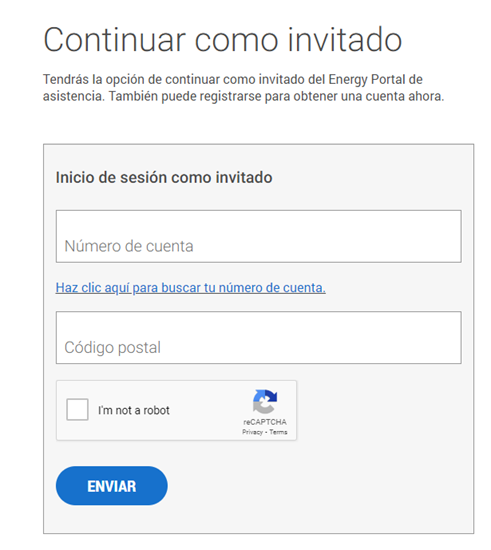 Continuar como invitado
Tendrás la opción de continuar como invitado del Energy Portal de
asistencia. También puede registrarse para obtener una cuenta ahora.
Inicio de sesión como invitado
Número de cuenta
Haz clic aquí para buscar tu número de cuenta.
Código postal
I'm not a robot
reCAPTCHA
Privacy - Terms
ENVIAR